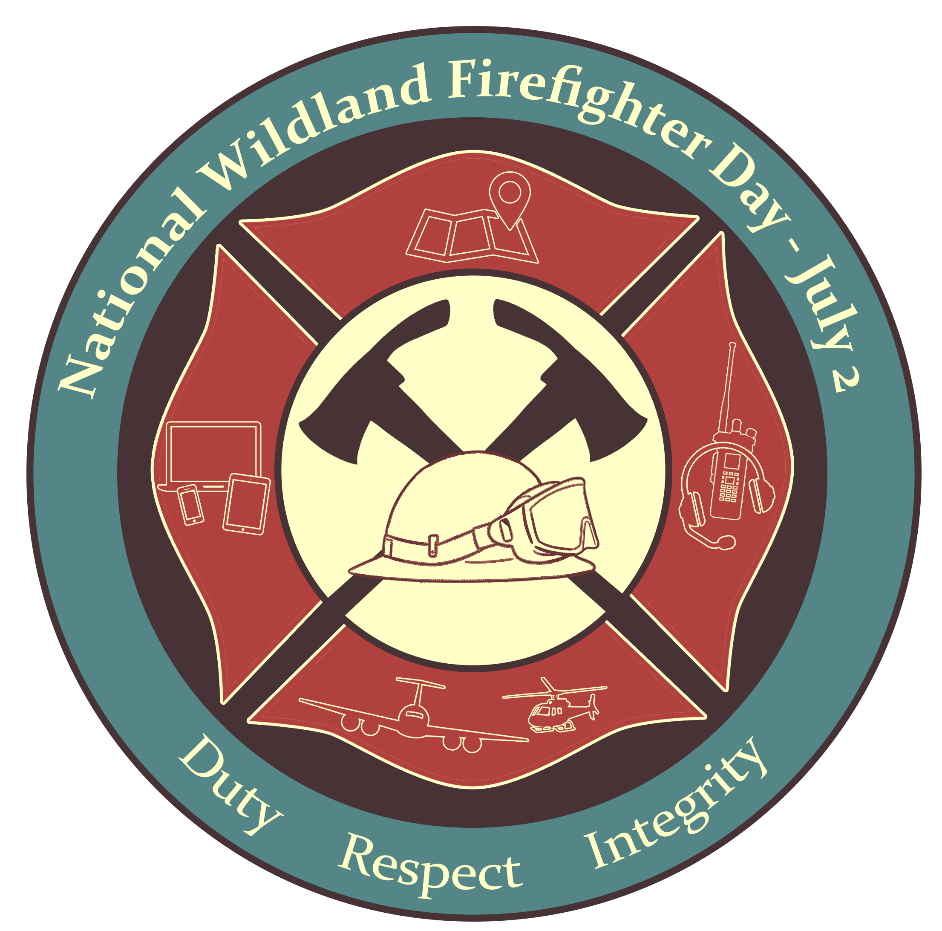 National Wildland Firefighter Day - July 2
Duty Respect Integrity